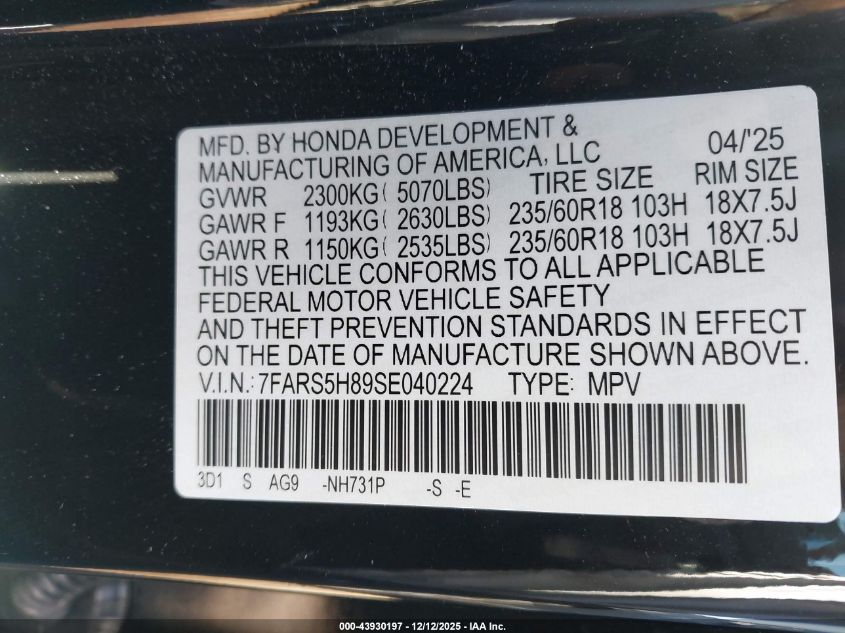 MFD. BY HONDA DEVELOPMENT & 04/'25
MANUFACTURING OF AMERICA, LLC
GVWR 2300KG( 5070LBS) TIRE SIZE RIM SIZE
GAWR F 1193KG( 2630LBS) 235/60R18 103H 18X7.5J
GAWR R 1150KG( 2535LBS) 235/60R18 103H 18X7.5J
THIS VEHICLE CONFORMS TO ALL APPLICABLE
FEDERAL MOTOR VEHICLE SAFETY
AND THEFT PREVENTION STANDARDS IN EFFECT
ON THE DATE OF MANUFACTURE SHOWN ABOVE.
V.I.N.: 7FARS5H89SE040224 TYPE: MPV
3D1 S AG9 -NH731P -S -E
000-43930197 - 12/12/2025 - IAA Inc.